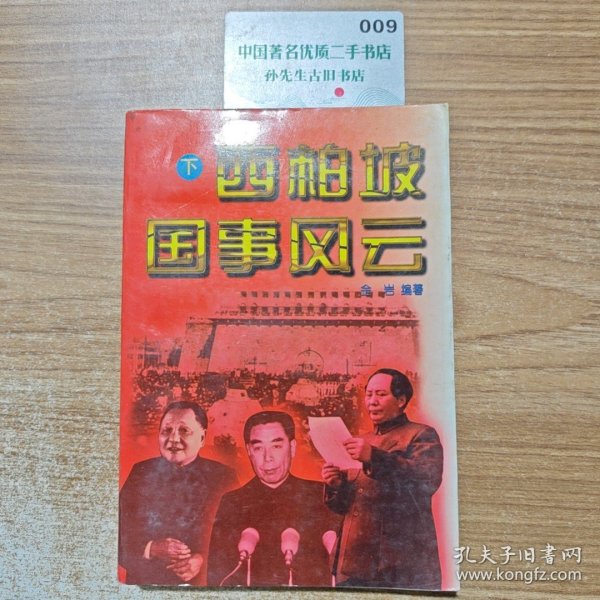 009
中国著名优质二手书店
孙先生古旧书店
下
西柏坡
国事风云
金岩 编著
孔夫子旧书网
www.kongfz.com